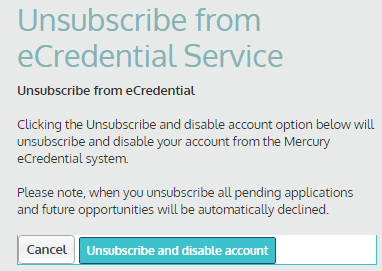 Unsubscribe from
eCredential Service
Unsubscribe from eCredential
Clicking the Unsubscribe and disable account option below will
unsubscribe and disable your account from the Mercury
eCredential system.
Please note, when you unsubscribe all pending applications
and future opportunities will be automatically declined.
Cancel Unsubscribe and disable account